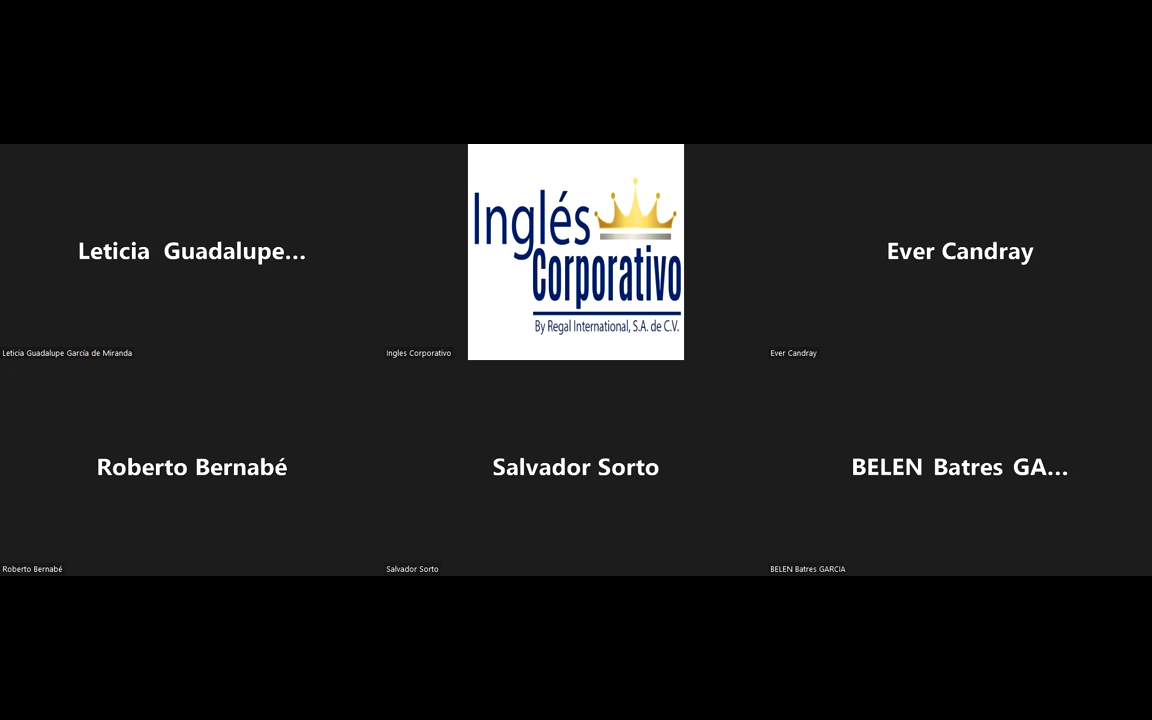 Leticia Guadalupe...
Leticia Guadalupe García de Miranda
Inglés
Corporativo
By Regal International, S.A. de C.V.
Ingles Corporativo
Ever Candray
Ever Candray
Roberto Bernabé
Roberto Bernabé
Salvador Sorto
Salvador Sorto
BELEN Batres GA...
BELEN Batres GARCIA